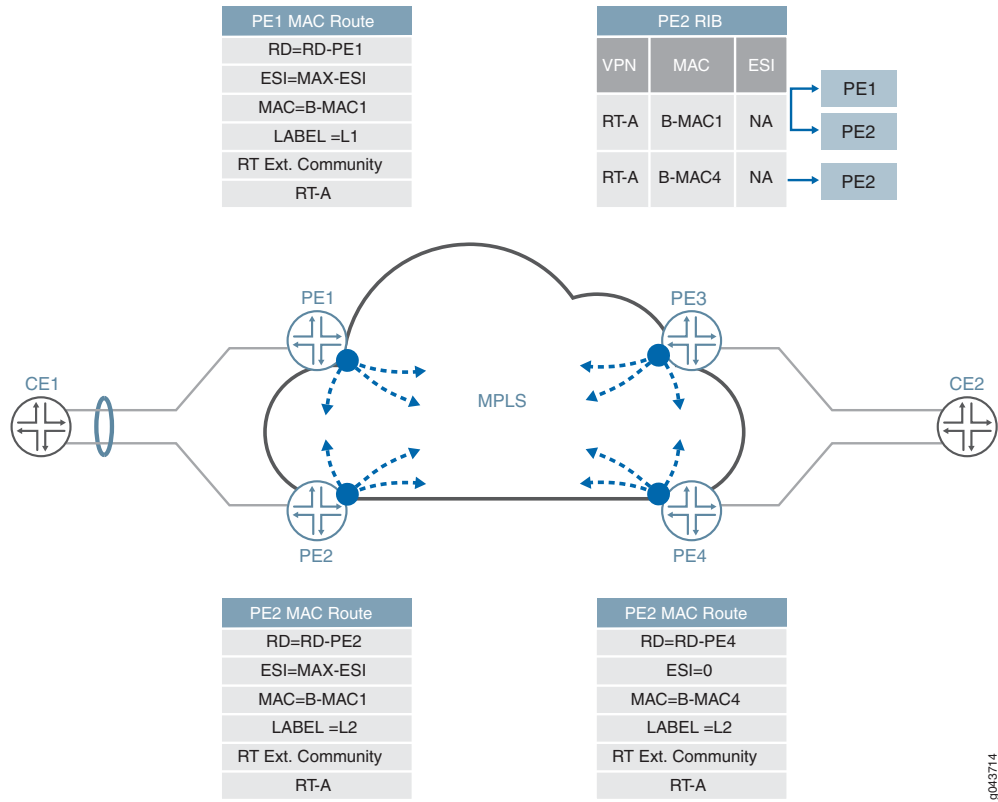 PE1 MAC Route
RD=RD-PE1
ESI=MAX-ESI
MAC=B-MAC1
LABEL =L1
RT Ext. Community
RT-A
PE2 RIB
VPN MAC ESI
RT-A B-MAC1 NA
PE1
PE2
RT-A B-MAC4 NA
PE2
PE1
PE3
CE1
MPLS
CE2
PE2
PE4
PE2 MAC Route
RD=RD-PE2
ESI=MAX-ESI
MAC=B-MAC1
LABEL =L2
RT Ext. Community
RT-A
PE2 MAC Route
RD=RD-PE4
ESI=0
MAC=B-MAC4
LABEL =L2
RT Ext. Community
RT-A
g043714